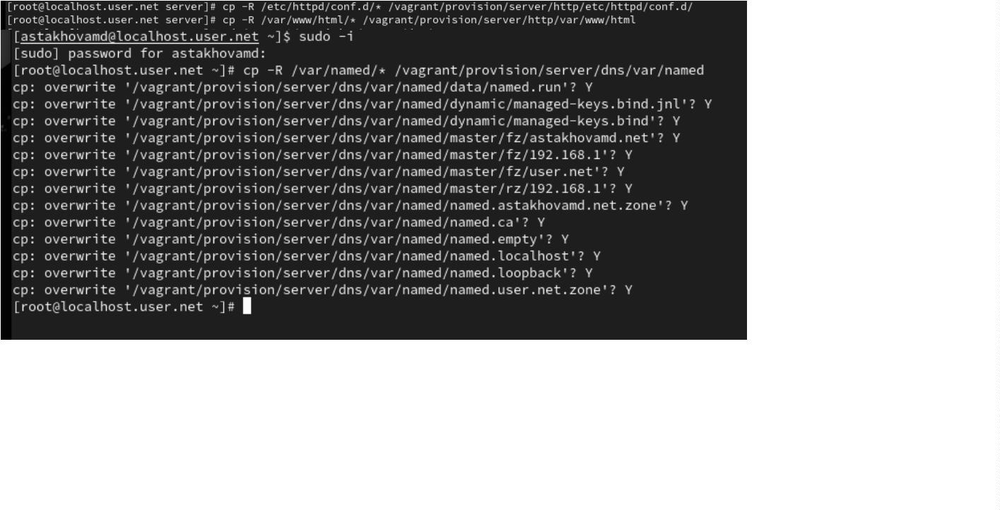 [root@localhost.user.net server]# cp -R /etc/httpd/conf.d/* /vagrant/provision/server/http/etc/httpd/conf.d/
[root@localhost.user.net server]# cp -R /var/www/html/* /vagrant/provision/server/http/var/www/html
[astakhovamd@localhost.user.net ~]$ sudo -i
[sudo] password for astakhovamd:
[root@localhost.user.net ~]# cp -R /var/named/* /vagrant/provision/server/dns/var/named
cp: overwrite '/vagrant/provision/server/dns/var/named/data/named.run'? Y
cp: overwrite '/vagrant/provision/server/dns/var/named/dynamic/managed-keys.bind.jnl'? Y
cp: overwrite '/vagrant/provision/server/dns/var/named/dynamic/managed-keys.bind'? Y
cp: overwrite '/vagrant/provision/server/dns/var/named/master/fz/astakhovamd.net'? Y
cp: overwrite '/vagrant/provision/server/dns/var/named/master/fz/192.168.1'? Y
cp: overwrite '/vagrant/provision/server/dns/var/named/master/fz/user.net'? Y
cp: overwrite '/vagrant/provision/server/dns/var/named/master/rz/192.168.1'? Y
cp: overwrite '/vagrant/provision/server/dns/var/named/named.astakhovamd.net.zone'? Y
cp: overwrite '/vagrant/provision/server/dns/var/named/named.ca'? Y
cp: overwrite '/vagrant/provision/server/dns/var/named/named.empty'? Y
cp: overwrite '/vagrant/provision/server/dns/var/named/named.localhost'? Y
cp: overwrite '/vagrant/provision/server/dns/var/named/named.loopback'? Y
cp: overwrite '/vagrant/provision/server/dns/var/named/named.user.net.zone'? Y
[root@localhost.user.net ~]#